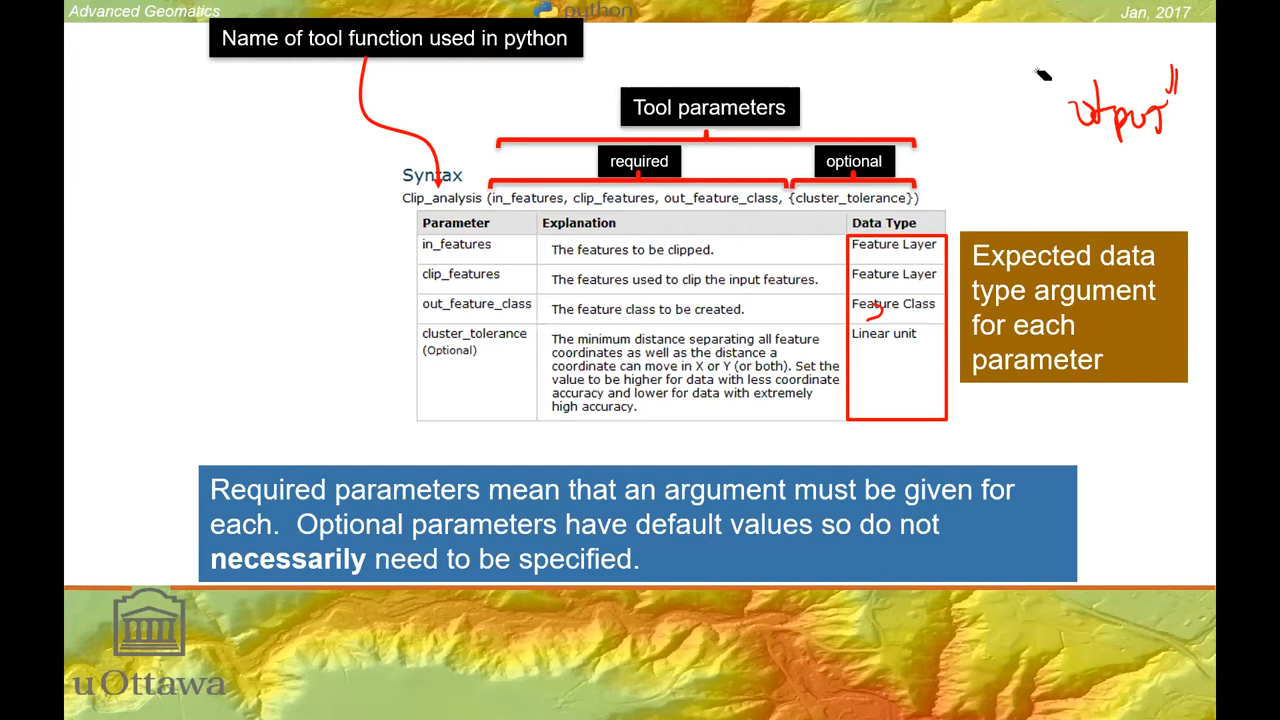 Advanced Geomatics
python
Jan, 2017
Name of tool function used in python
Tool parameters
required
optional
Syntax
Clip_analysis (in_features, clip_features, out_feature_class, {cluster_tolerance})
Parameter Explanation Data Type
in_features The features to be clipped. Feature Layer
clip_features The features used to clip the input features. Feature Layer
out_feature_class The feature class to be created. Feature Class
cluster_tolerance
(Optional)
The minimum distance separating all feature
coordinates as well as the distance a
coordinate can move in X or Y (or both). Set the
value to be higher for data with less coordinate
accuracy and lower for data with extremely
high accuracy.
Linear unit
Expected data
type argument
for each
parameter
Required parameters mean that an argument must be given for
each. Optional parameters have default values so do not
necessarily need to be specified.
uOttawa